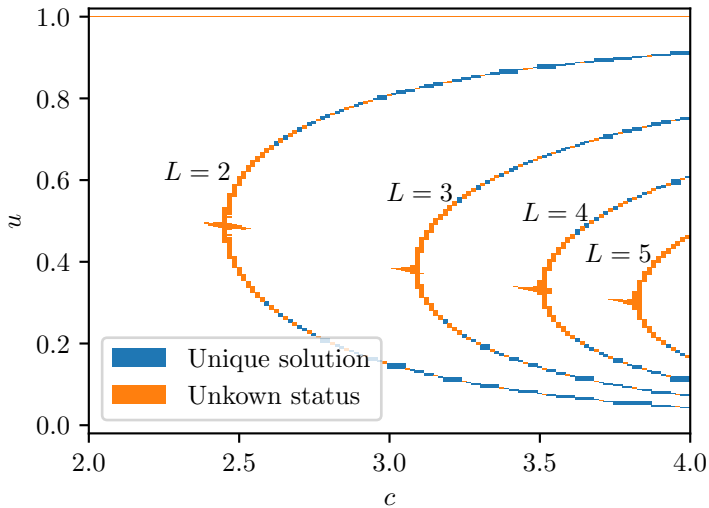 1.0
0.8
0.6
0.4
0.2
0.0
u
L = 2
L = 3
L = 4
L = 5
Unique solution
Unkown status
2.0 2.5 3.0 3.5 4.0
c